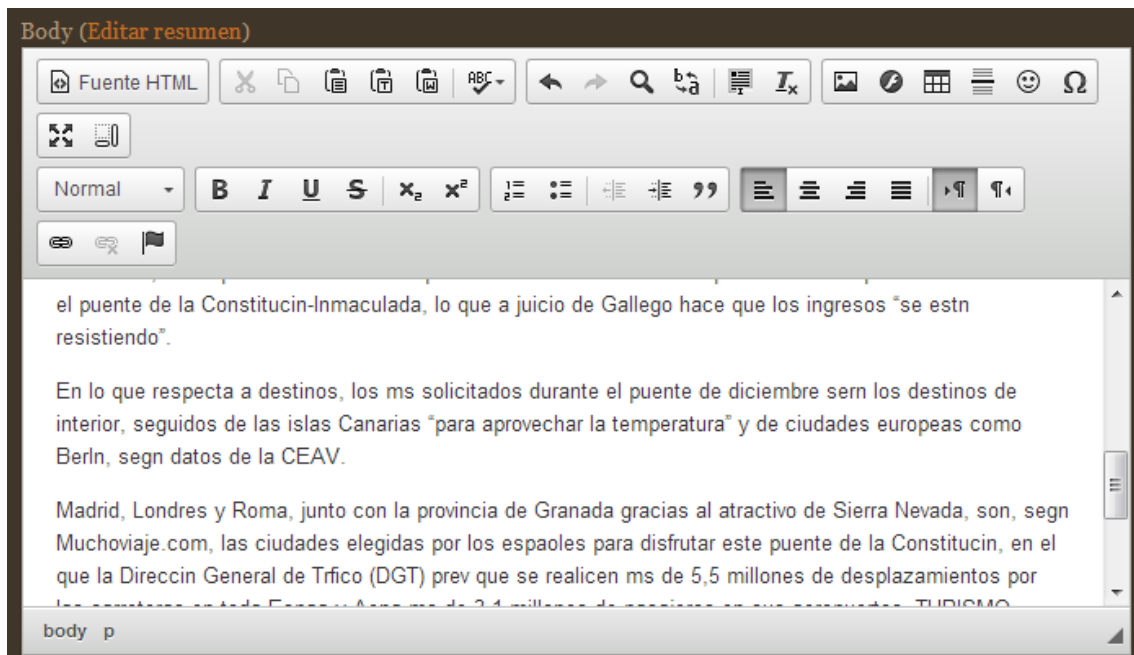 Body (Editar resumen)
Fuente HTML
Normal
el puente de la Constitucin-Inmaculada, lo que a juicio de Gallego hace que los ingresos “se estn
resistiendo”.
En lo que respecta a destinos, los ms solicitados durante el puente de diciembre sern los destinos de
interior, seguidos de las islas Canarias “para aprovechar la temperatura” y de ciudades europeas como
Berln, segn datos de la CEAV.
Madrid, Londres y Roma, junto con la provincia de Granada gracias al atractivo de Sierra Nevada, son, segn
Muchoviaje.com, las ciudades elegidas por los espaoles para disfrutar este puente de la Constitucin, en el
que la Direccin General de Trfico (DGT) prev que se realicen ms de 5,5 millones de desplazamientos por
body p